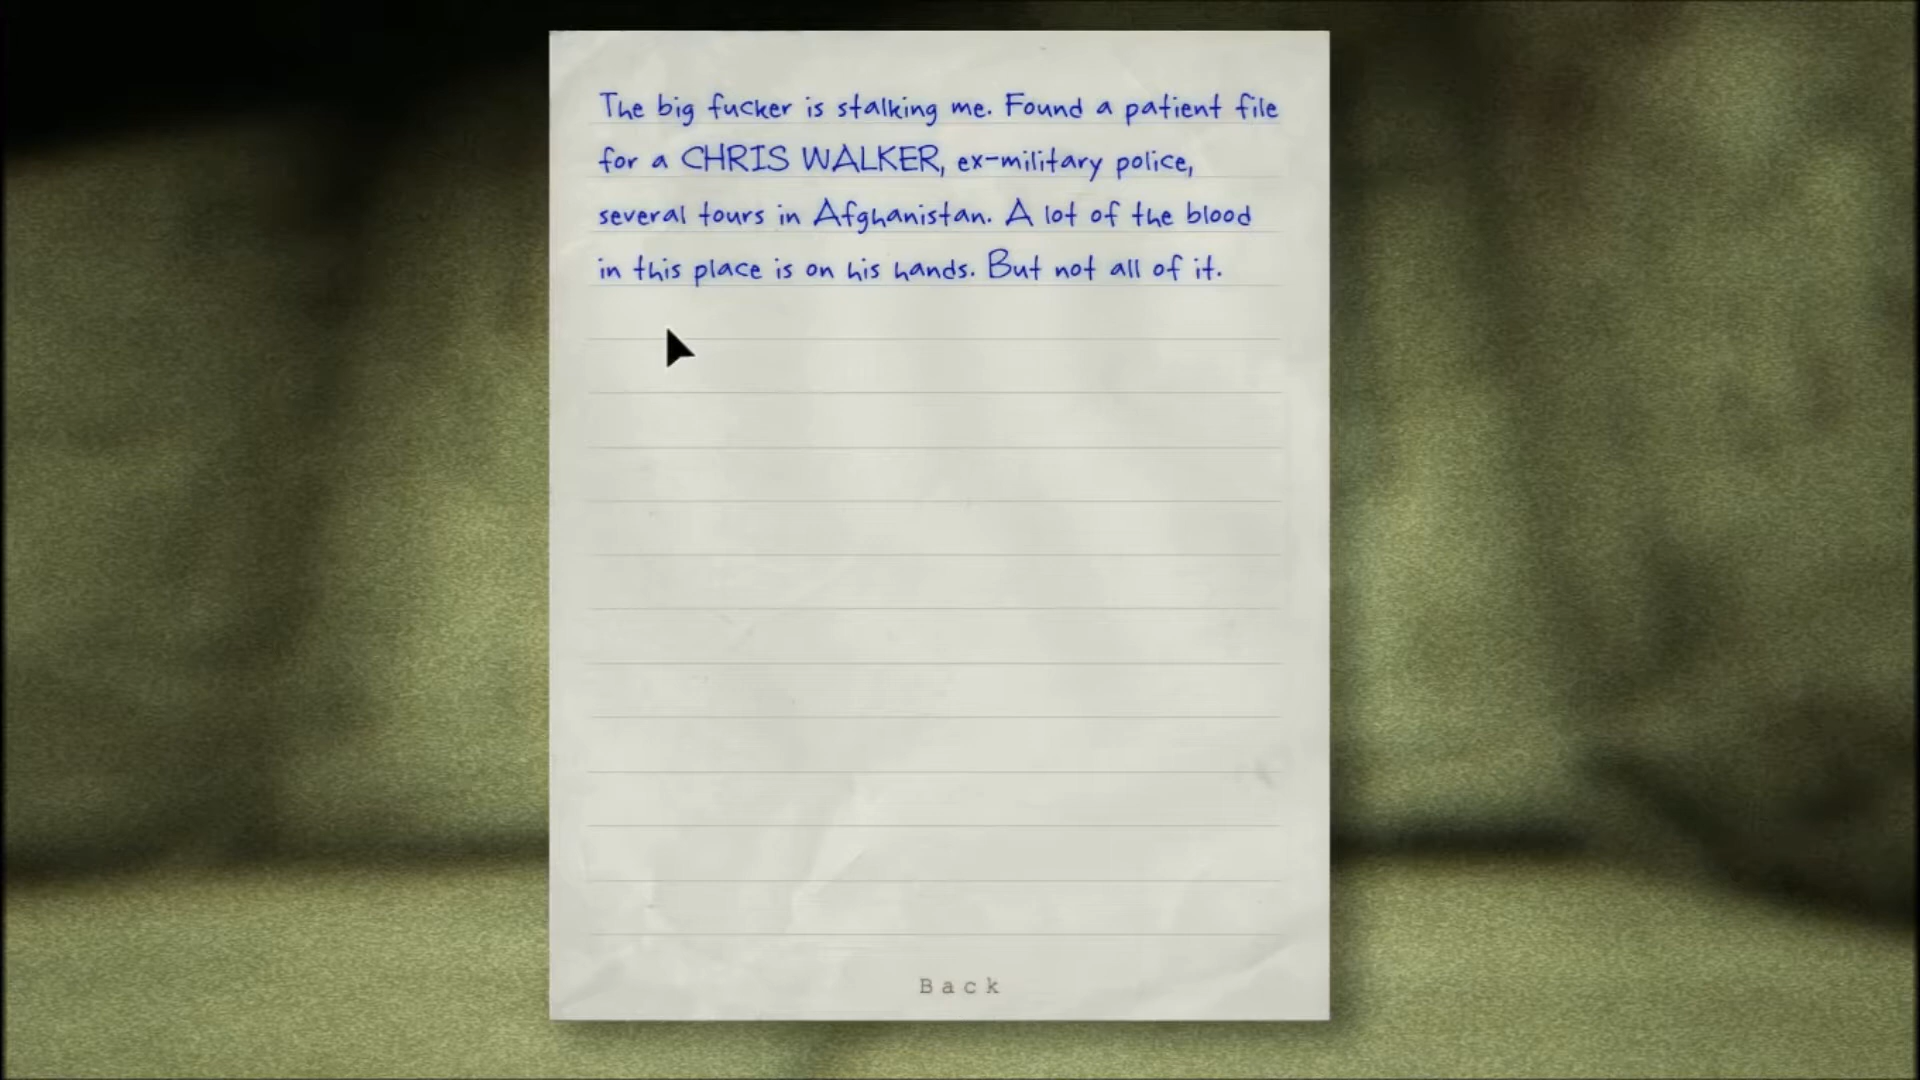 The big fucker is stalking me. Found a patient file
for a CHRIS WALKER, ex-military police,
several tours in Afghanistan. A lot of the blood
in this place is on his hands. But not all of it.
Back